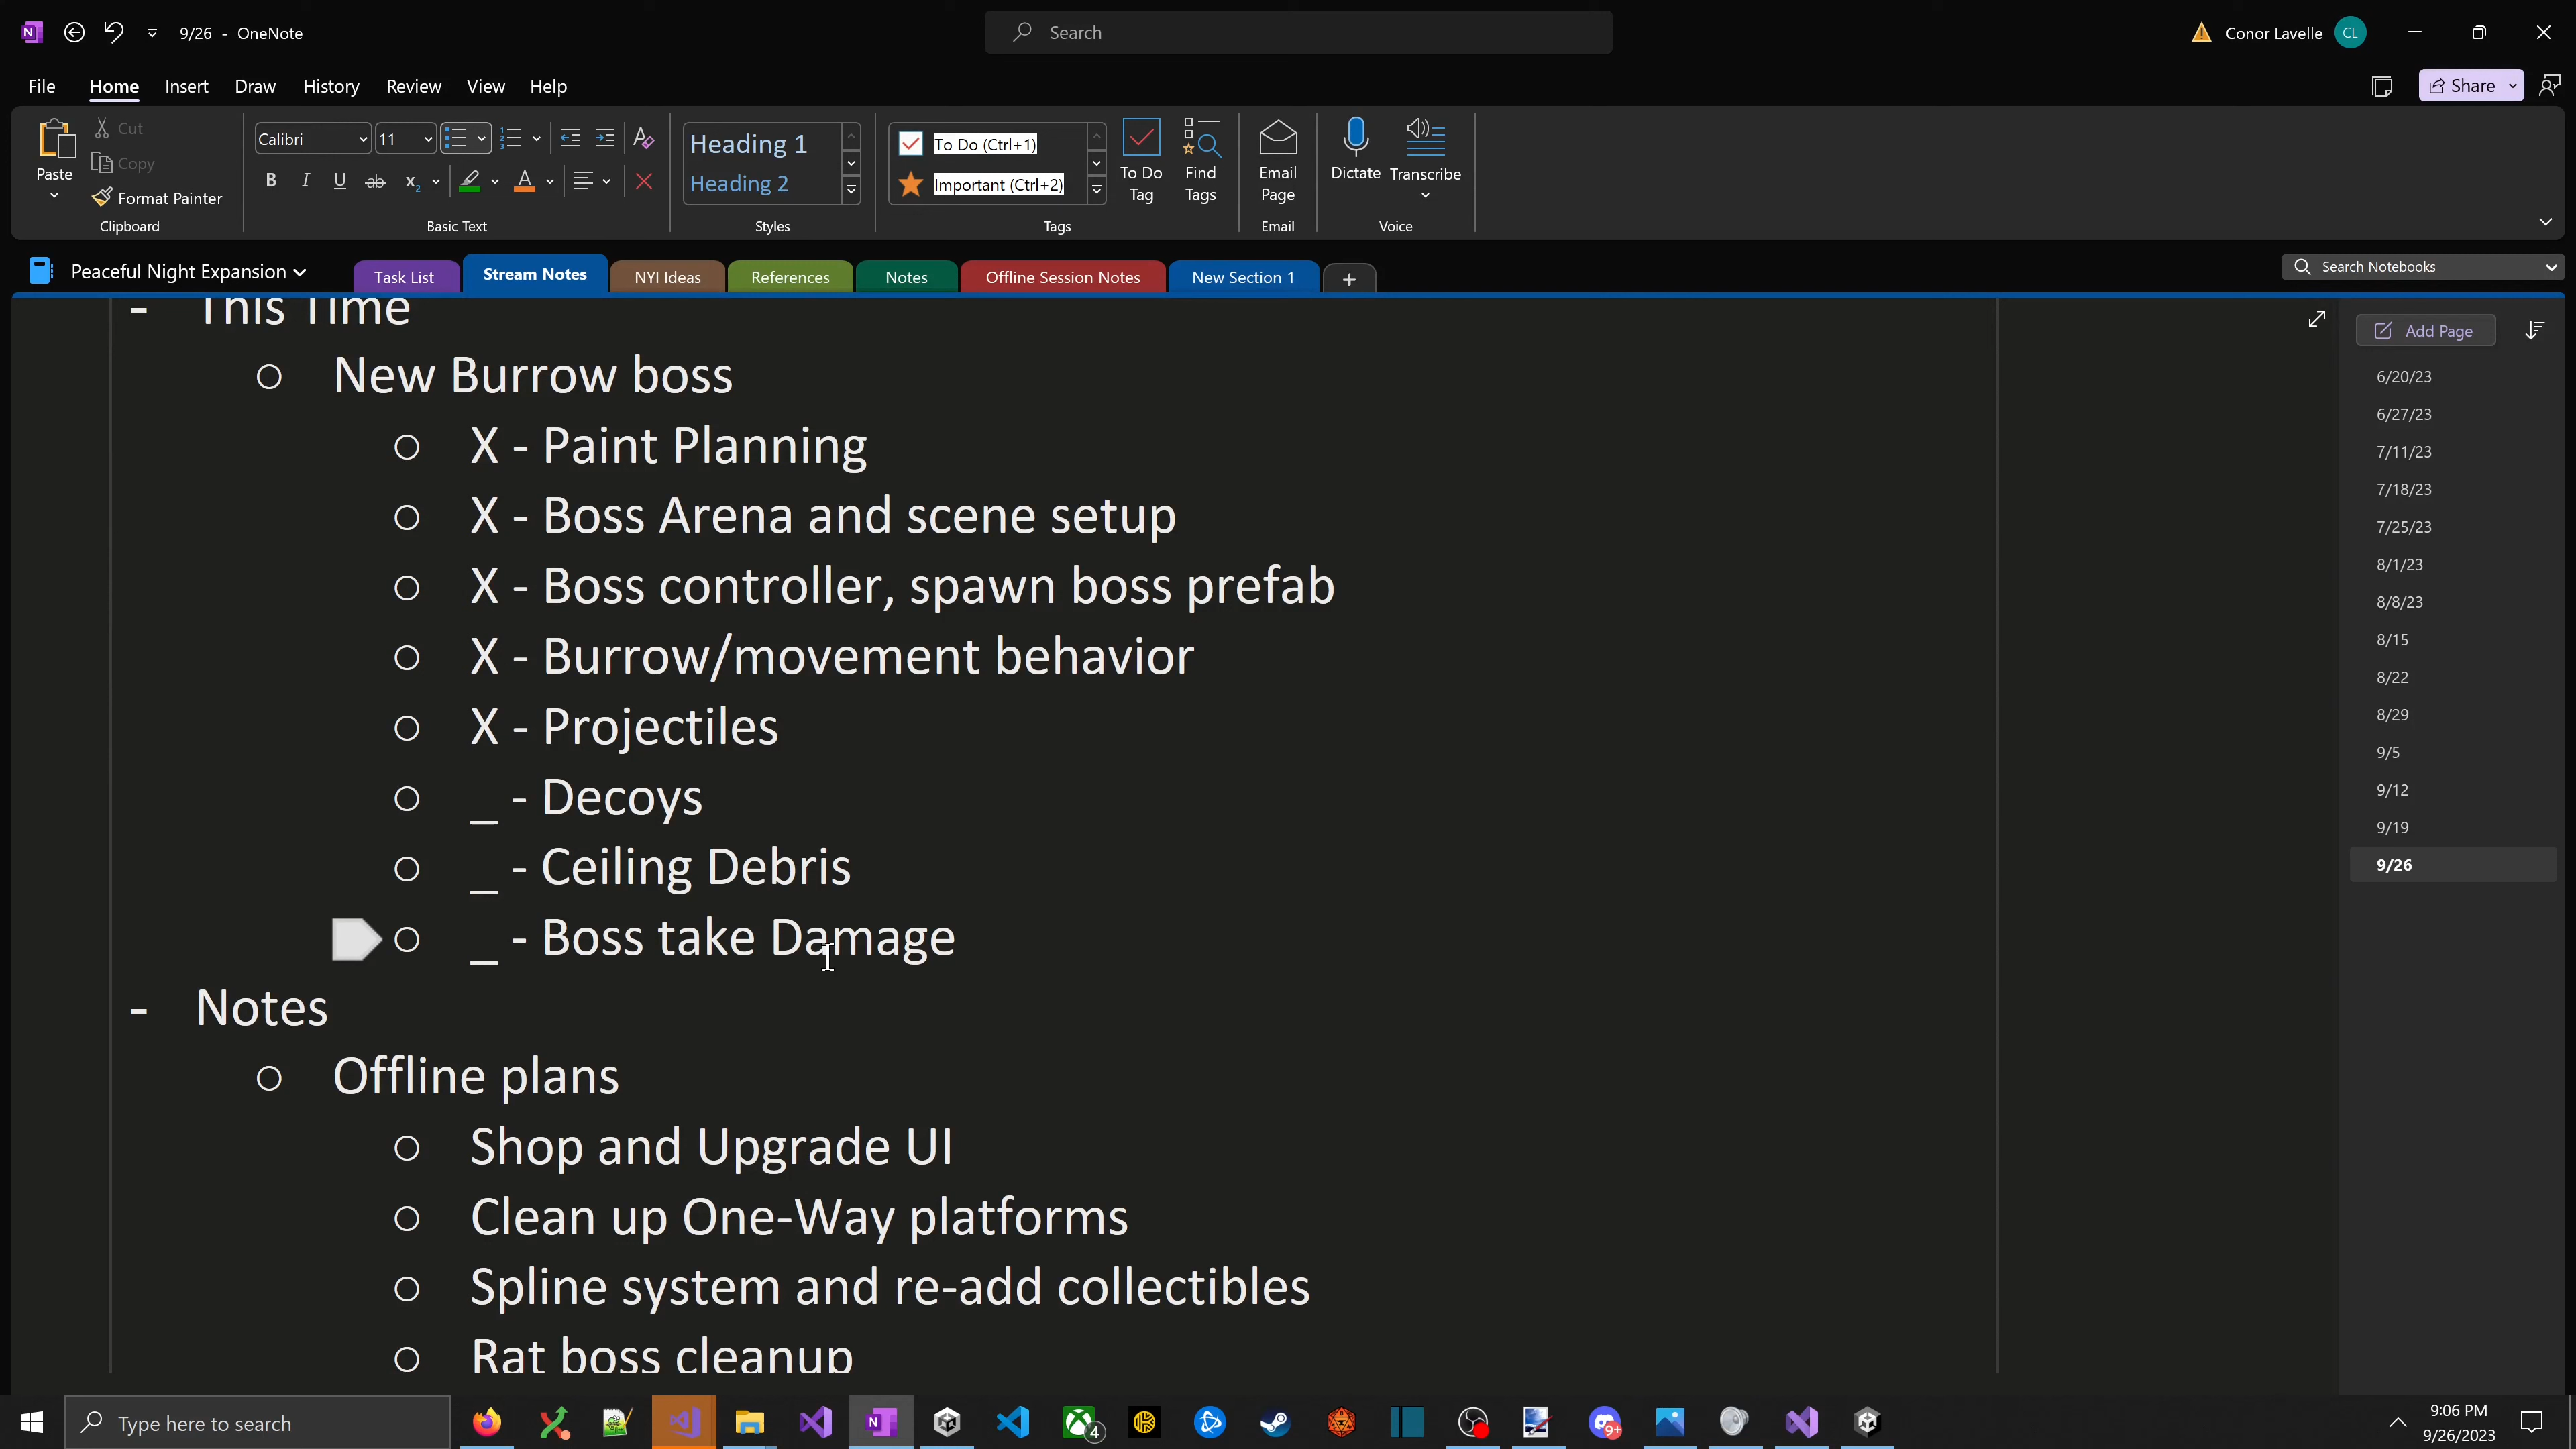 9/26 - OneNote
Search
Conor Lavelle
CL
File Home Insert Draw History Review View Help
Share
Paste
Cut
Copy
Format Painter
Clipboard
Calibri
11
Basic Text
Heading 1
Heading 2
Styles
To Do (Ctrl+1)
Important (Ctrl+2)
Tags
To Do Tag
Find Tags
Email Page
Email
Dictate
Transcribe
Voice
Peaceful Night Expansion
Task List
Stream Notes
NYI Ideas
References
Notes
Offline Session Notes
New Section 1
Search Notebooks
- This Time
New Burrow boss
X - Paint Planning
X - Boss Arena and scene setup
X - Boss controller, spawn boss prefab
X - Burrow/movement behavior
X - Projectiles
_ - Decoys
_ - Ceiling Debris
_ - Boss take Damage
- Notes
Offline plans
Shop and Upgrade UI
Clean up One-Way platforms
Spline system and re-add collectibles
Rat boss cleanup
Add Page
6/20/23
6/27/23
7/11/23
7/18/23
7/25/23
8/1/23
8/8/23
8/15
8/22
8/29
9/5
9/12
9/19
9/26
Type here to search
4
9+
9:06 PM
9/26/2023